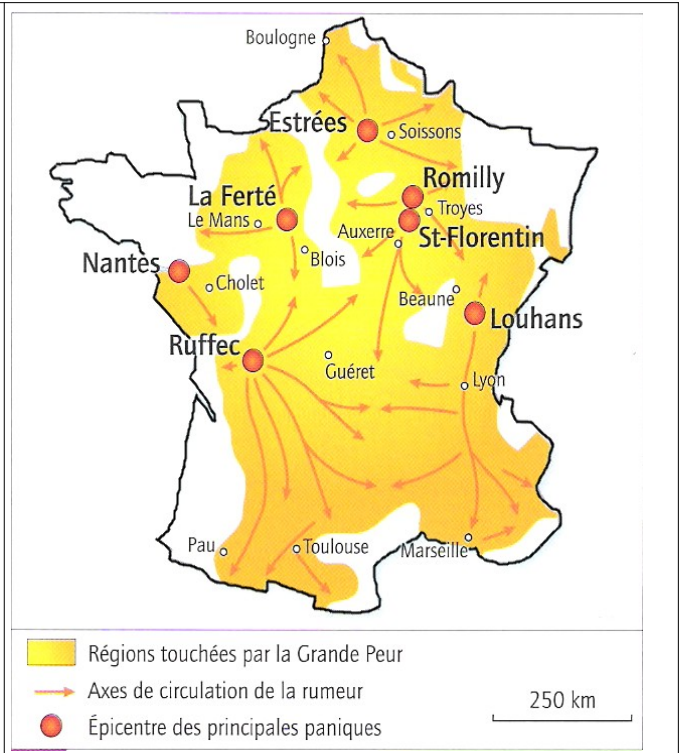 Boulogne
Estrées
Soissons
Romilly
La Ferté
Troyes
Le Mans
Auxerre
St-Florentin
Blois
Nantes
Cholet
Beaune
Louhans
Ruffec
Guéret
Lyon
Pau
Toulouse
Marseille
Régions touchées par la Grande Peur
Axes de circulation de la rumeur
250 km
Épicentre des principales paniques